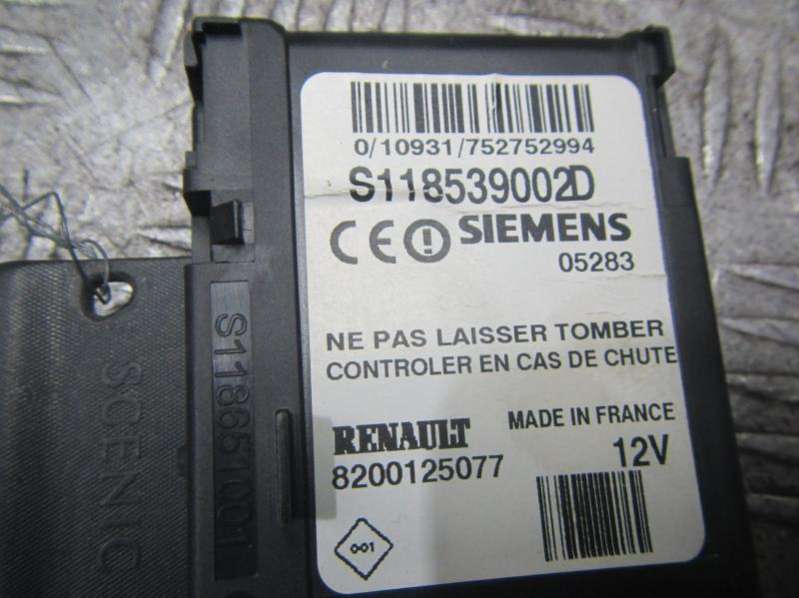 0/10931/752752994
S118539002D
CE SIEMENS
05283
NE PAS LAISSER TOMBER
CONTROLER EN CAS DE CHUTE
RENAULT MADE IN FRANCE
8200125077 12V
001
S118651001
SCENIC